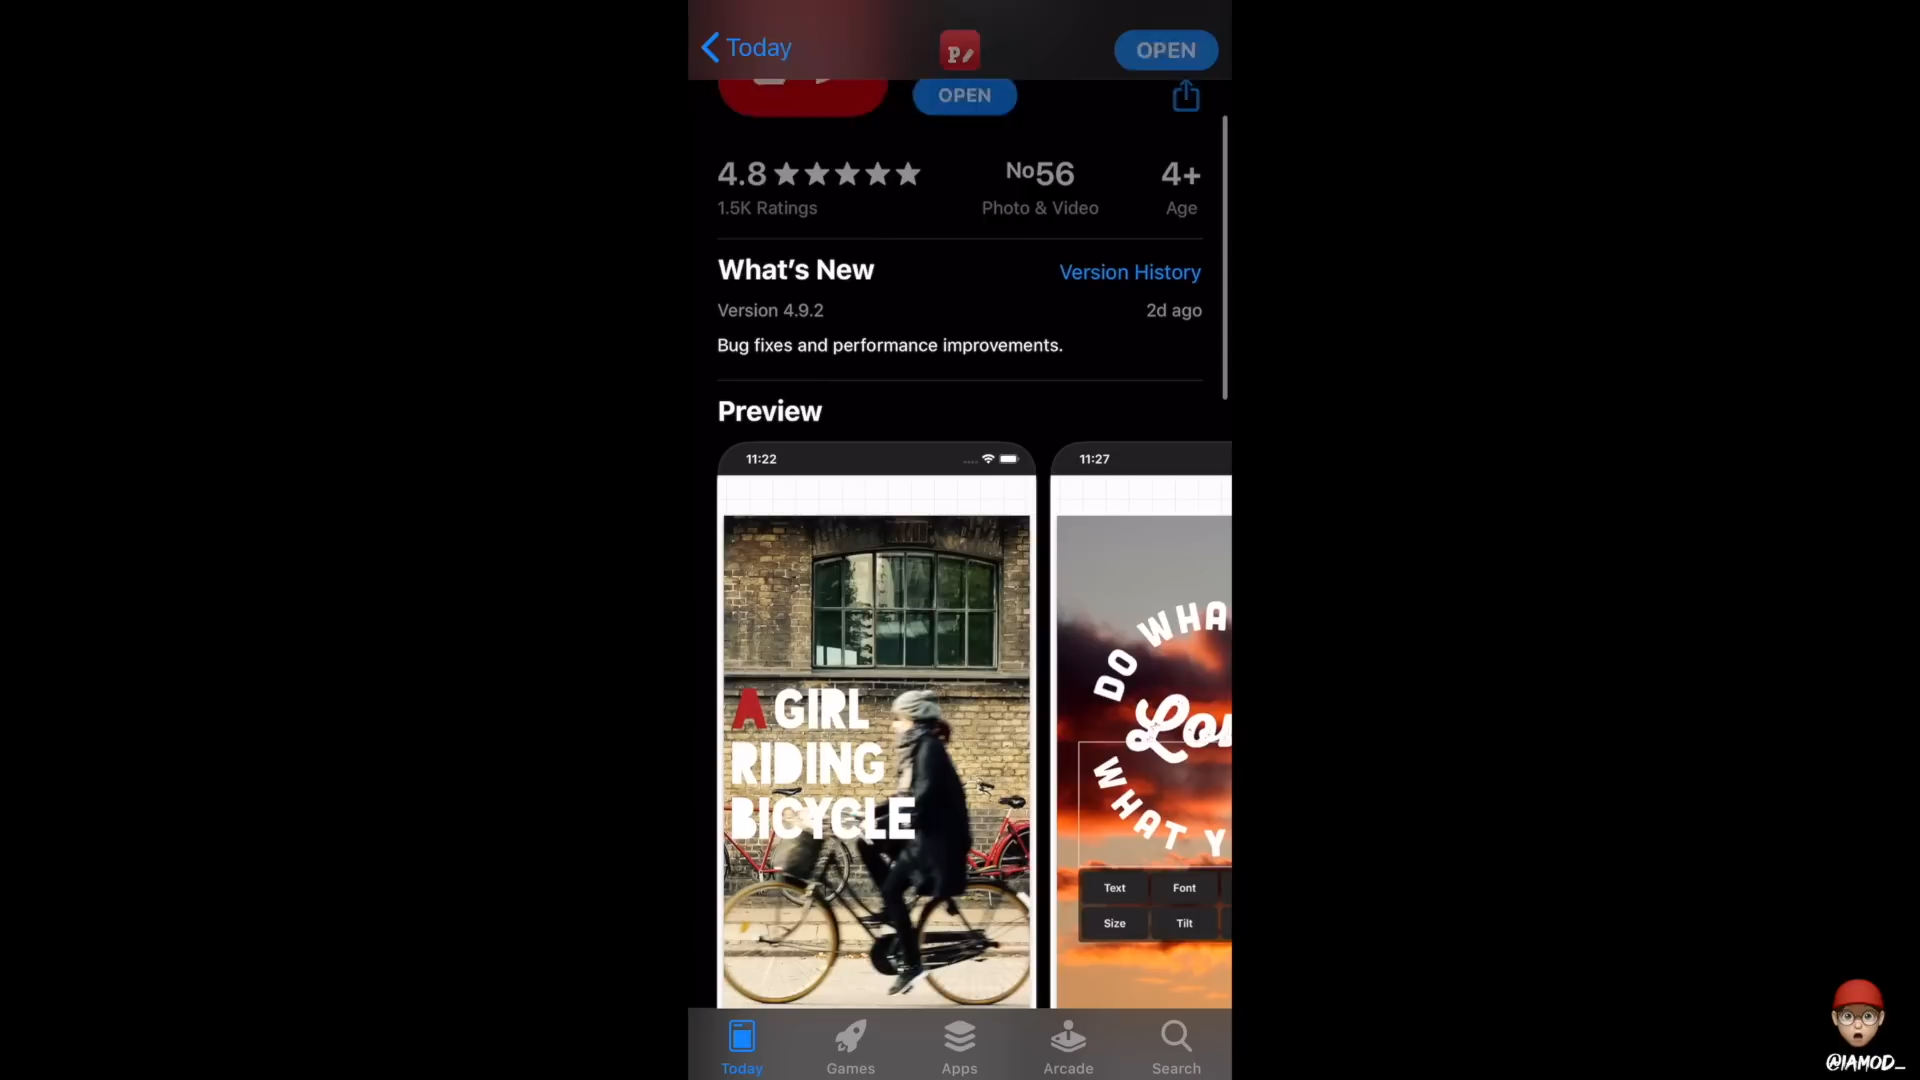 Today
P
OPEN
OPEN
4.8
No56
4+
1.5K Ratings
Photo & Video
Age
What's New
Version History
Version 4.9.2
2d ago
Bug fixes and performance improvements.
Preview
11:22
11:27
A GIRL
RIDING
BICYCLE
DO WHA
WHAT Y
Text
Font
Size
Tilt
Today
Games
Apps
Arcade
Search
@IAMOD_